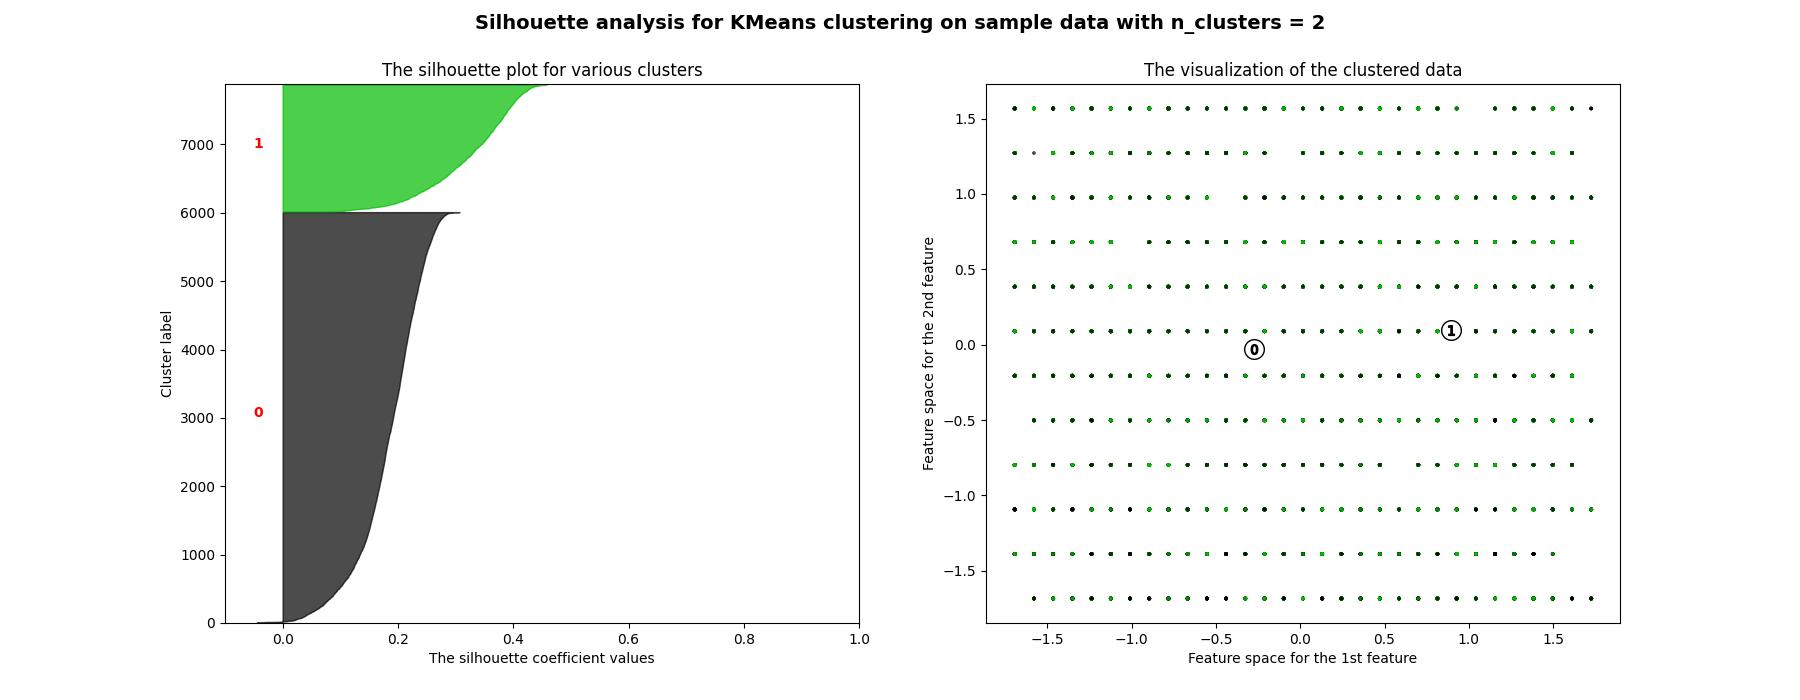 Silhouette analysis for KMeans clustering on sample data with n_clusters = 2
The silhouette plot for various clusters
1
0
7000
6000
5000
4000
3000
2000
1000
0
Cluster label
0.0 0.2 0.4 0.6 0.8 1.0
The silhouette coefficient values
The visualization of the clustered data
1.5
1.0
0.5
0.0
−0.5
−1.0
−1.5
Feature space for the 2nd feature
1
0
−1.5 −1.0 −0.5 0.0 0.5 1.0 1.5
Feature space for the 1st feature